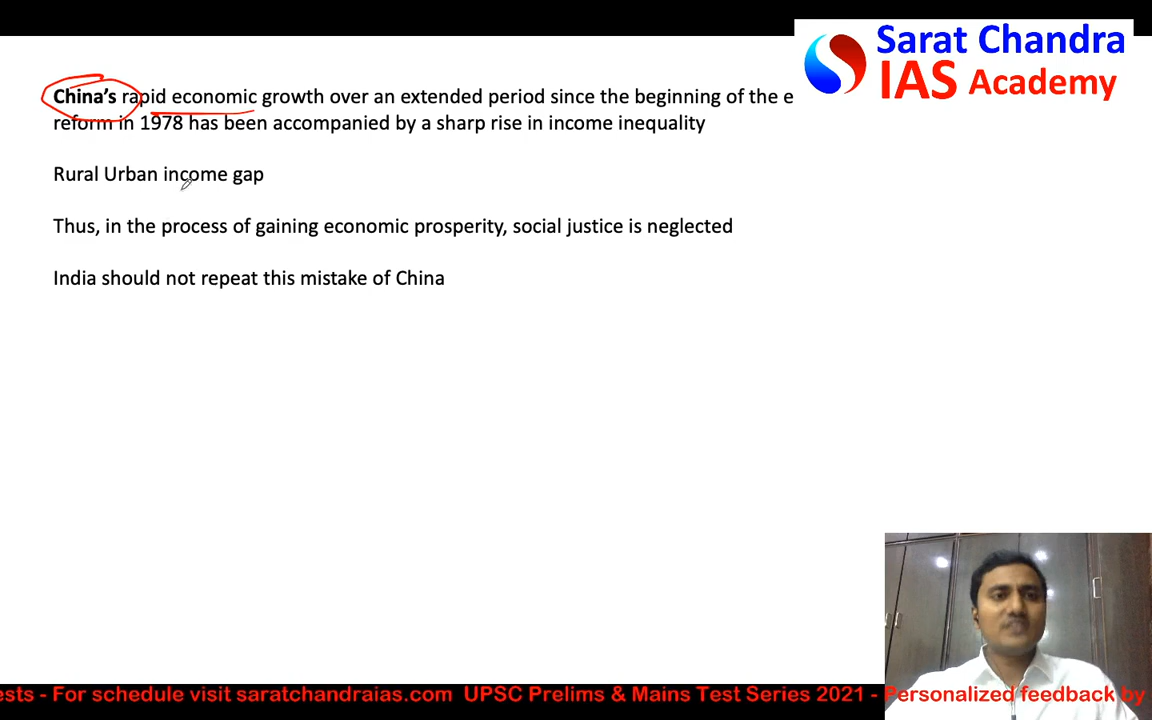 Sarat Chandra
IAS Academy
China's rapid economic growth over an extended period since the beginning of the e
reform in 1978 has been accompanied by a sharp rise in income inequality
Rural Urban income gap
Thus, in the process of gaining economic prosperity, social justice is neglected
India should not repeat this mistake of China
ests - For schedule visit saratchandraias.com UPSC Prelims & Mains Test Series 2021 - Personalized feedback by